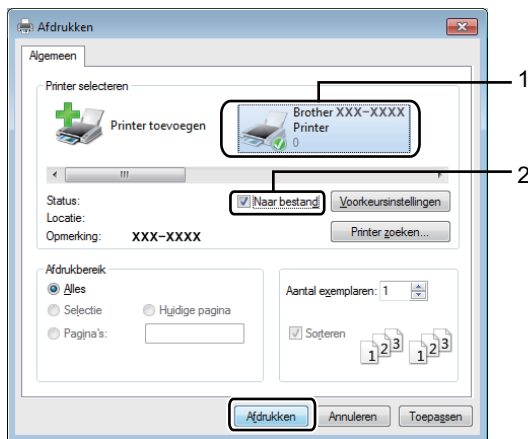 Afdrukken
Algemeen
Printer selecteren
1
Printer toevoegen
Brother XXX-XXXX
Printer
0
2
Status:
Naar bestand
Voorkeursinstellingen
Locatie:
Opmerking: XXX-XXXX
Printer zoeken...
Afdrukbereik
Alles
Aantal exemplaren: 1
Selectie
Huidige pagina
Pagina's:
Sorteren
1 2 3 1 2 3
Afdrukken
Annuleren
Toepassen